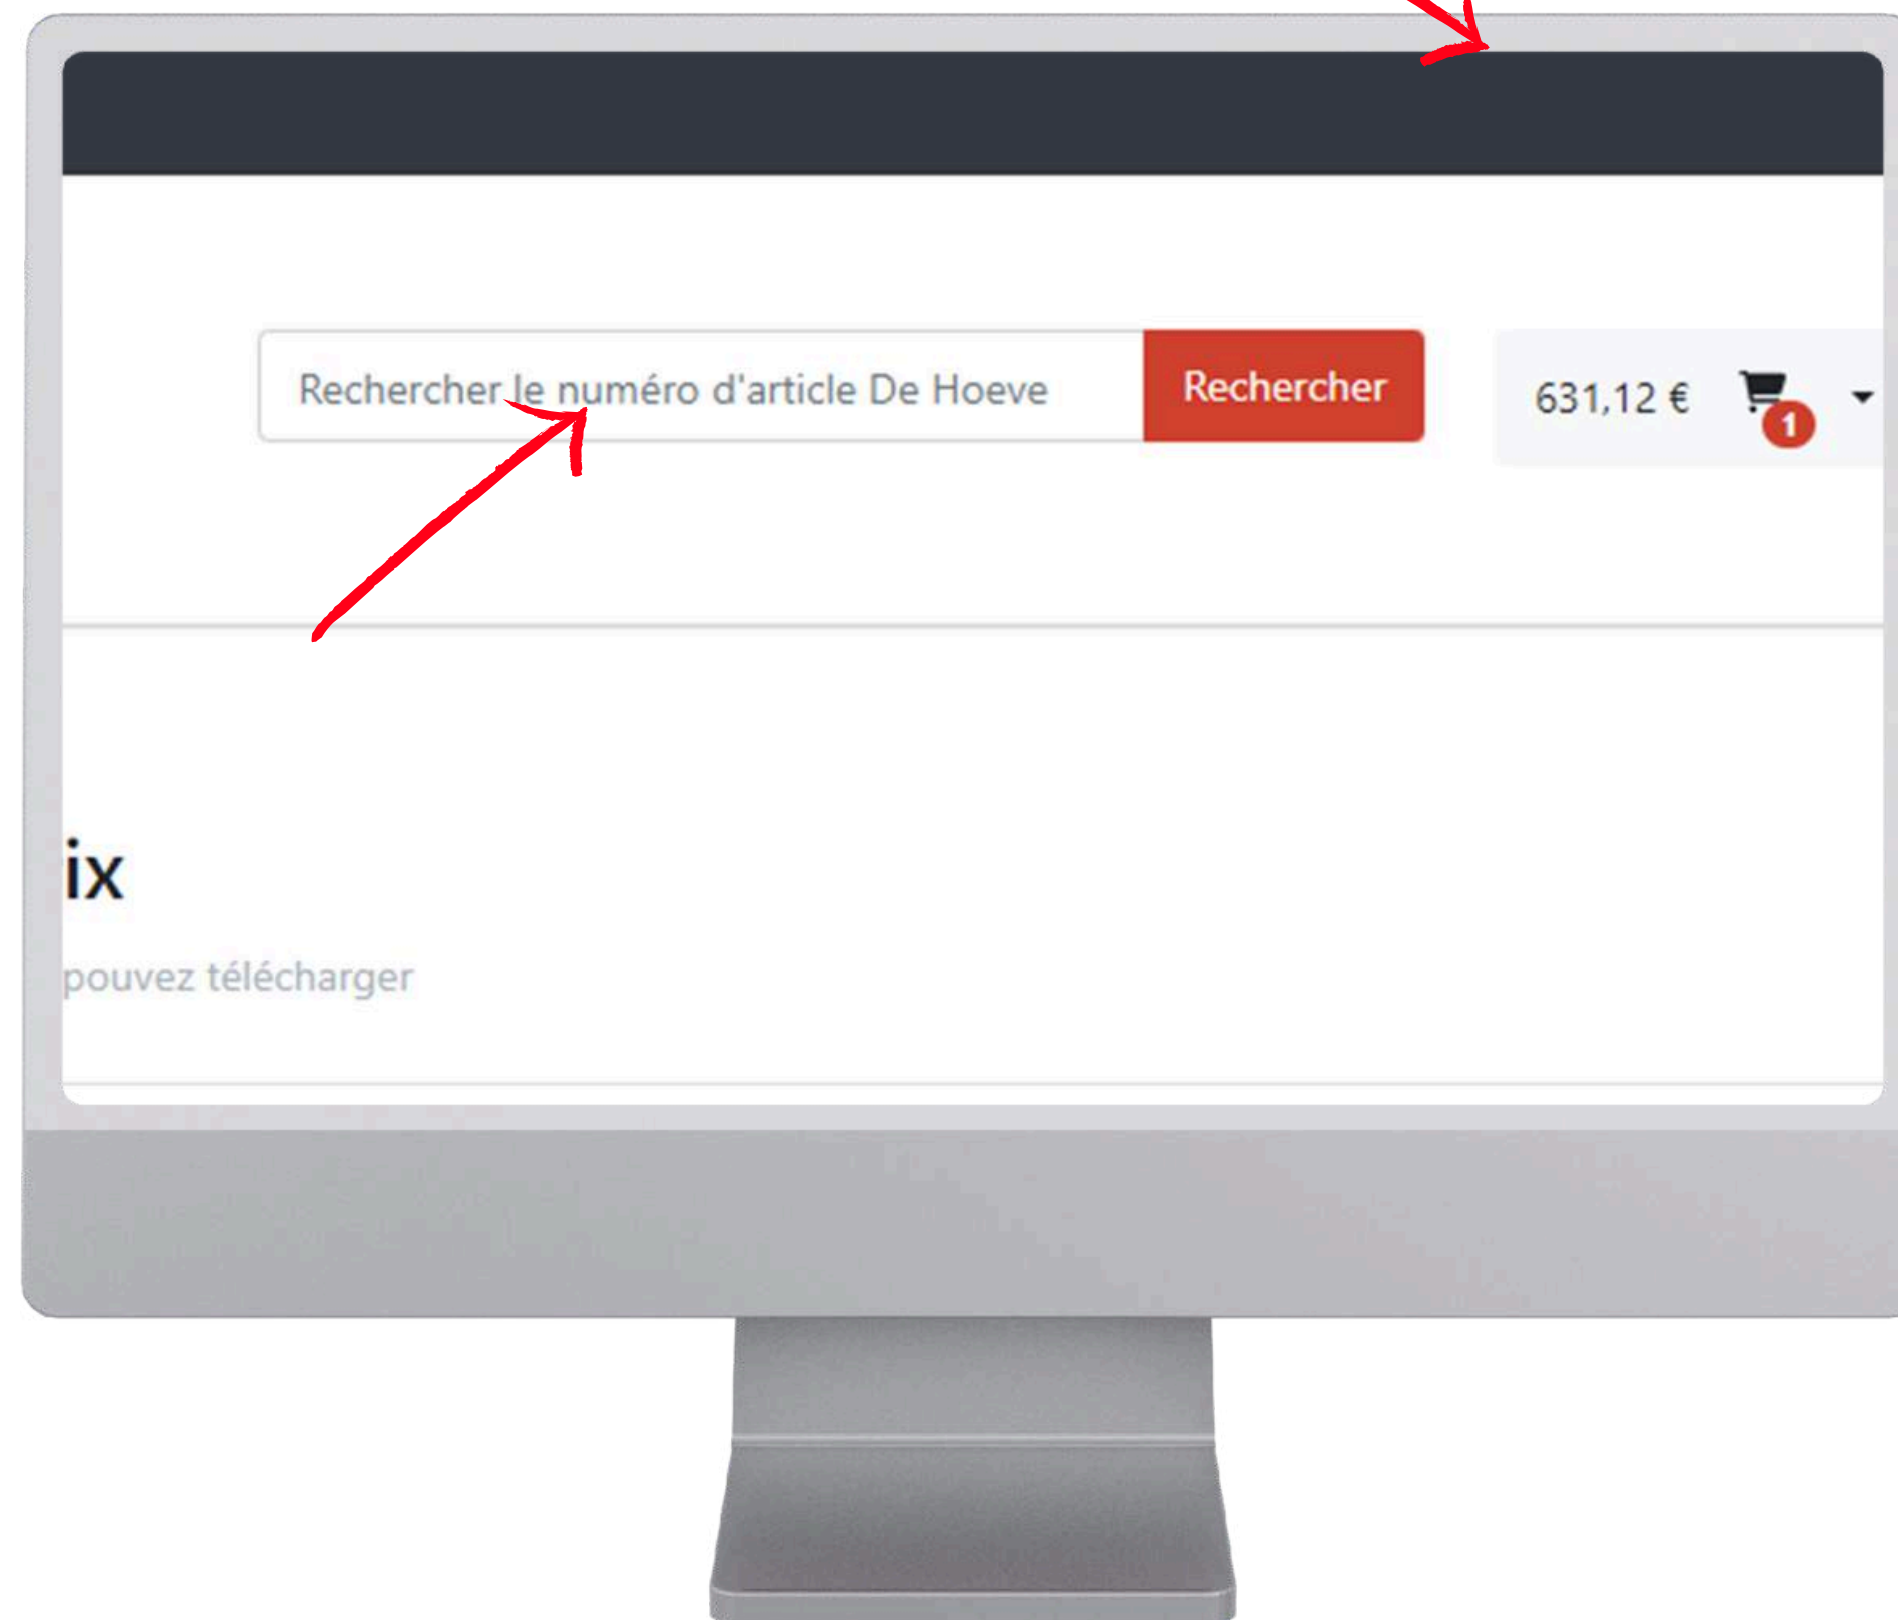 Rechercher le numéro d'article De Hoeve
Rechercher
631,12 €
1
ix
pouvez télécharger